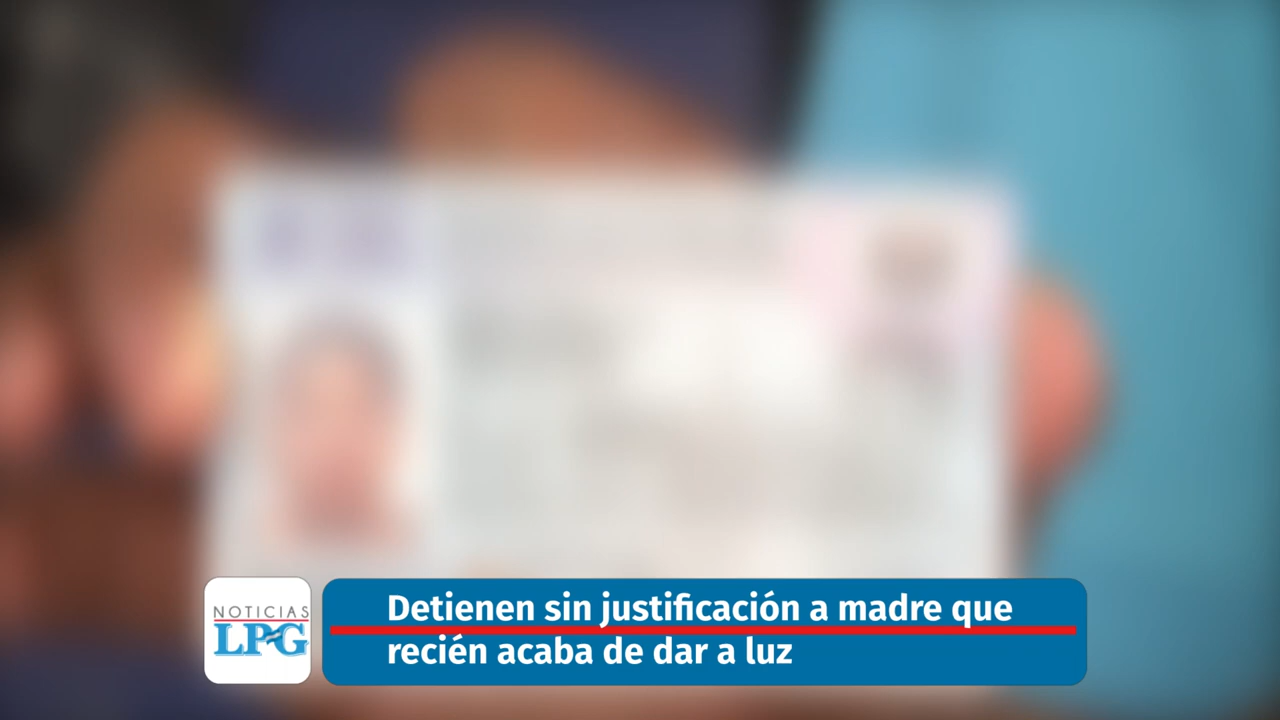 NOTICIAS
LPG
Detienen sin justificación a madre que
recién acaba de dar a luz